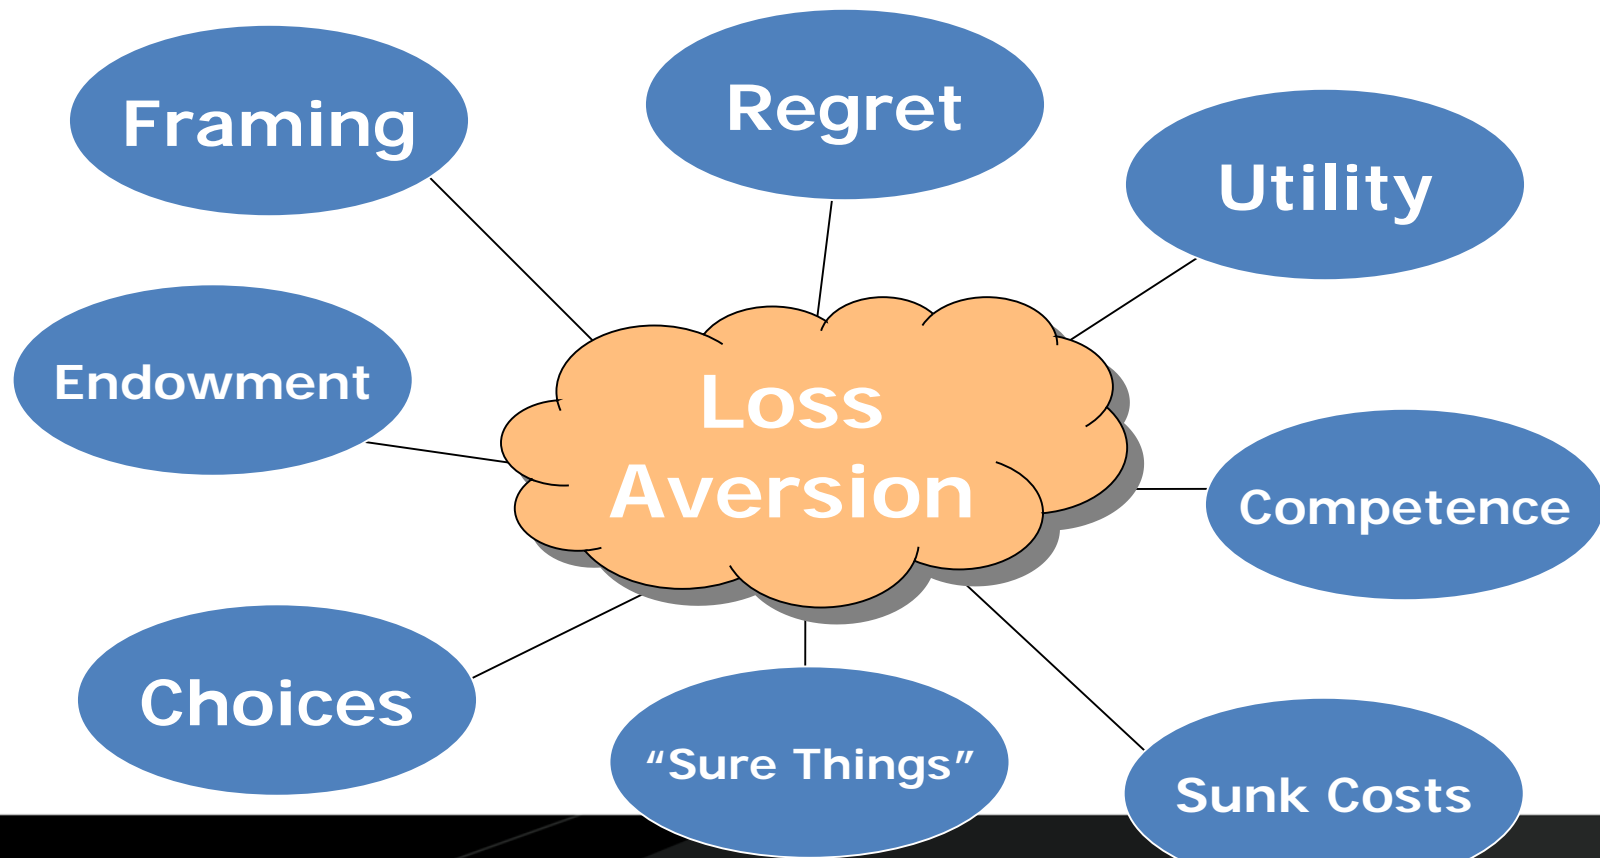 Framing
Regret
Utility
Endowment
Loss
Aversion
Competence
Choices
“Sure Things”
Sunk Costs